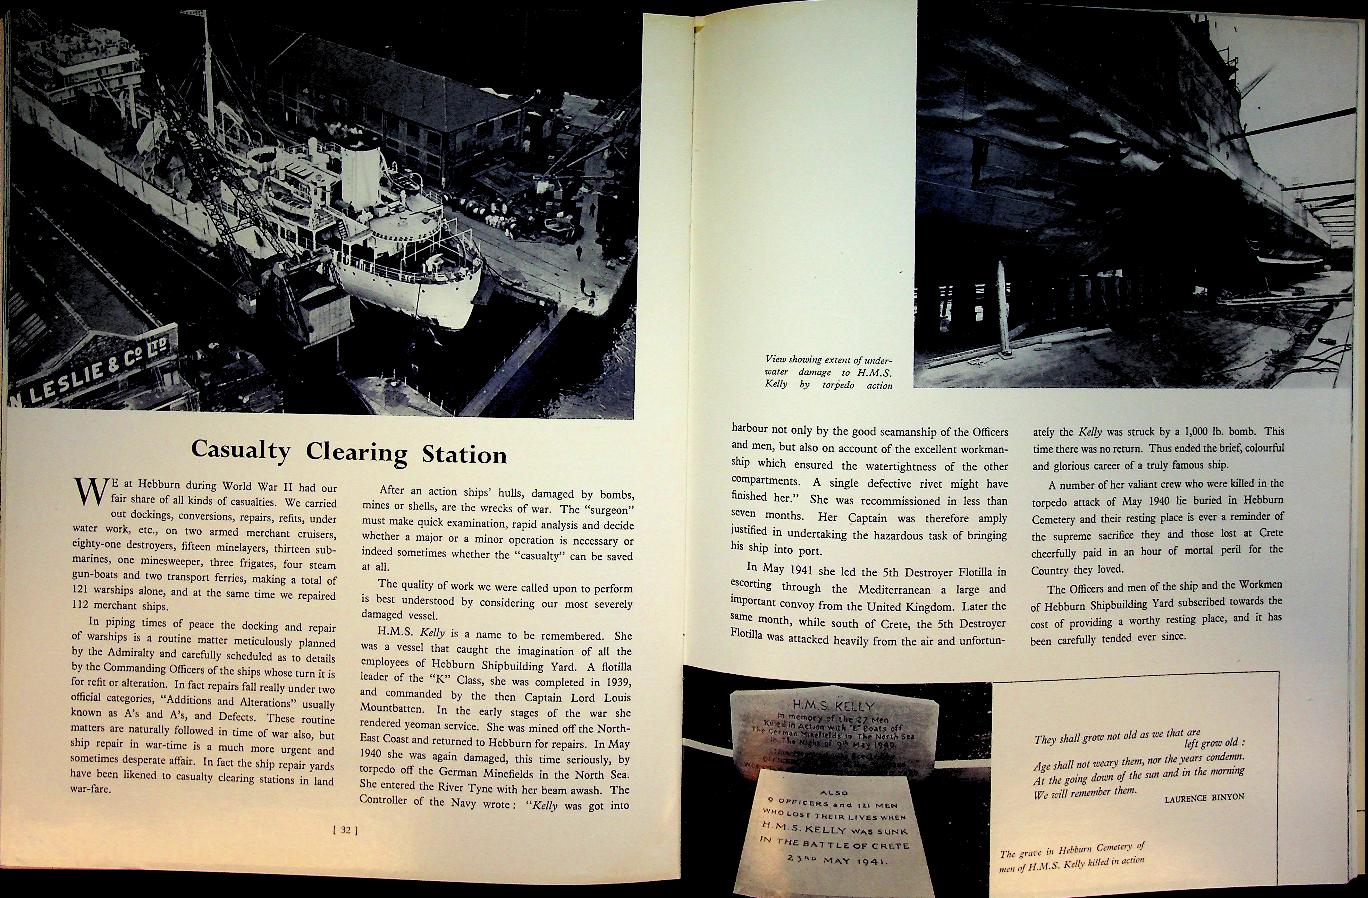 N LESLIE & Co LTD
Casualty Clearing Station
WE at Hebburn during World War II had our
fair share of all kinds of casualties. We carried
out dockings, conversions, repairs, refits, under
water work, etc., on two armed merchant cruisers,
eighty-one destroyers, fifteen minelayers, thirteen sub-
marines, one minesweeper, three frigates, four steam
gun-boats and two transport ferries, making a total of
121 warships alone, and at the same time we repaired
112 merchant ships.
In piping times of peace the docking and repair
of warships is a routine matter meticulously planned
by the Admiralty and carefully scheduled as to details
by the Commanding Officers of the ships whose turn it is
for refit or alteration. In fact repairs fall really under two
official categories, "Additions and Alterations" usually
known as A's and A's, and Defects. These routine
matters are naturally followed in time of war also, but
ship repair in war-time is a much more urgent and
sometimes desperate affair. In fact the ship repair yards
have been likened to casualty clearing stations in land
war-fare.
After an action ships' hulls, damaged by bombs,
mines or shells, are the wrecks of war. The "surgeon"
must make quick examination, rapid analysis and decide
whether a major or a minor operation is necessary or
indeed sometimes whether the "casualty" can be saved
at all.
The quality of work we were called upon to perform
is best understood by considering our most severely
damaged vessel.
H.M.S. Kelly is a name to be remembered. She
was a vessel that caught the imagination of all the
employees of Hebburn Shipbuilding Yard. A flotilla
leader of the "K" Class, she was completed in 1939,
and commanded by the then Captain Lord Louis
Mountbatten. In the early stages of the war she
rendered yeoman service. She was mined off the North-
East Coast and returned to Hebburn for repairs. In May
1940 she was again damaged, this time seriously, by
torpedo off the German Minefields in the North Sea.
She entered the River Tyne with her beam awash. The
Controller of the Navy wrote : "Kelly was got into
[ 32 ]
View showing extent of under-
water damage to H.M.S.
Kelly by torpedo action
harbour not only by the good seamanship of the Officers
and men, but also on account of the excellent workman-
ship which ensured the watertightness of the other
compartments. A single defective rivet might have
finished her." She was recommissioned in less than
seven months. Her Captain was therefore amply
justified in undertaking the hazardous task of bringing
his ship into port.
In May 1941 she led the 5th Destroyer Flotilla in
escorting through the Mediterranean a large and
important convoy from the United Kingdom. Later the
same month, while south of Crete, the 5th Destroyer
Flotilla was attacked heavily from the air and unfortun-
ately the Kelly was struck by a 1,000 lb. bomb. This
time there was no return. Thus ended the brief, colourful
and glorious career of a truly famous ship.
A number of her valiant crew who were killed in the
torpedo attack of May 1940 lie buried in Hebburn
Cemetery and their resting place is ever a reminder of
the supreme sacrifice they and those lost at Crete
cheerfully paid in an hour of mortal peril for the
Country they loved.
The Officers and men of the ship and the Workmen
of Hebburn Shipbuilding Yard subscribed towards the
cost of providing a worthy resting place, and it has
been carefully tended ever since.
H.M.S. KELLY
In memory of the 27 Men
Killed in Action with "E" Boats off
The German Minefields in The North Sea
In The Night of 9th May 1940.
ALSO
9 OFFICERS and 121 MEN
WHO LOST THEIR LIVES WHEN
H.M.S. KELLY WAS SUNK
IN THE BATTLE OF CRETE
23RD MAY 1941.
They shall grow not old as we that are
left grow old :
Age shall not weary them, nor the years condemn.
At the going down of the sun and in the morning
We will remember them.
LAURENCE BINYON
The grave in Hebburn Cemetery of
men of H.M.S. Kelly killed in action